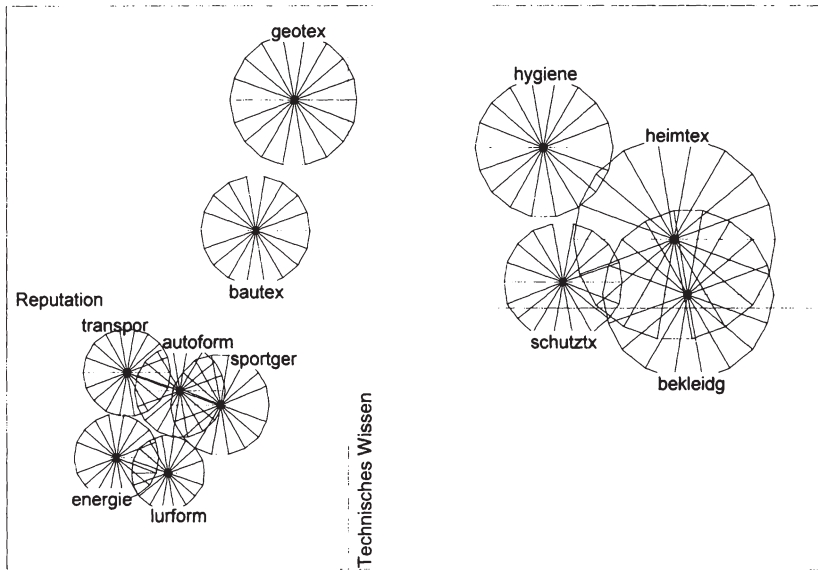 geotex
hygiene
heimtex
bautex
Reputation
transpor
autoform
sportger
schutztx
bekleidg
energie
lurform
Technisches Wissen